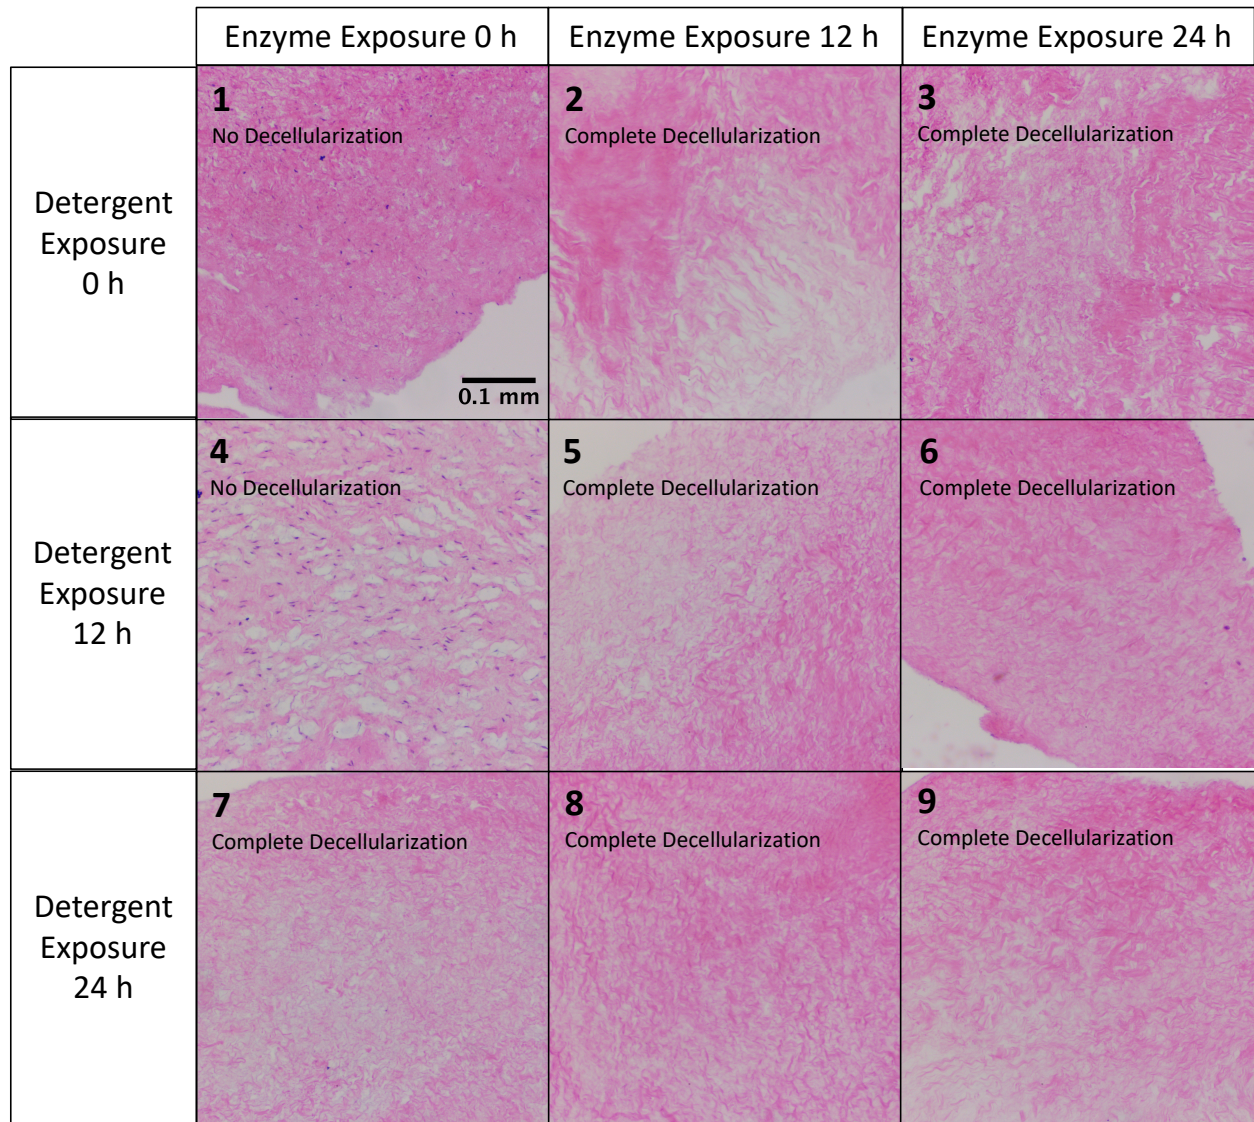 Enzyme Exposure 0 h
Enzyme Exposure 12 h
Enzyme Exposure 24 h
Detergent
Exposure
0 h
1
No Decellularization
0.1 mm
2
Complete Decellularization
3
Complete Decellularization
Detergent
Exposure
12 h
4
No Decellularization
5
Complete Decellularization
6
Complete Decellularization
Detergent
Exposure
24 h
7
Complete Decellularization
8
Complete Decellularization
9
Complete Decellularization